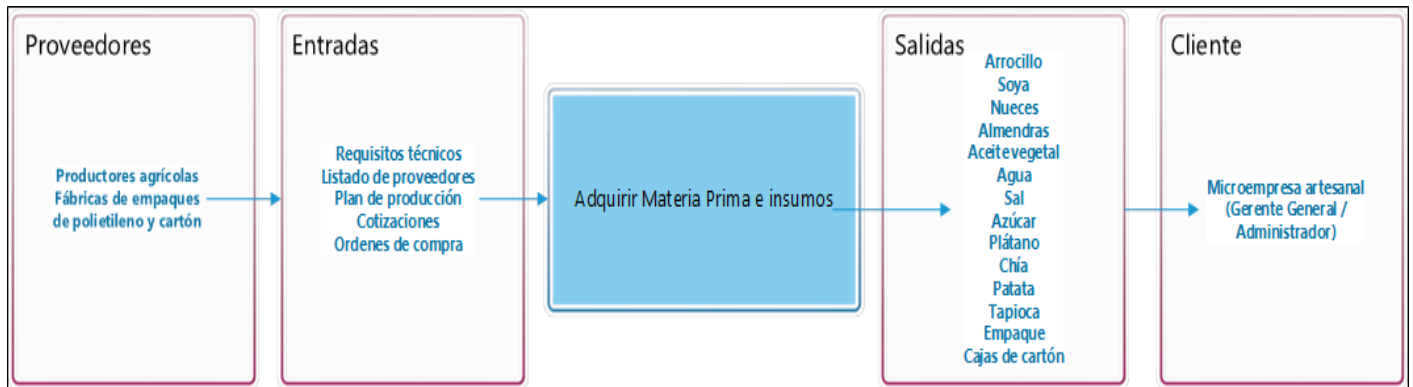 Proveedores
Productores agrícolas
Fábricas de empaques
de polietileno y cartón
Entradas
Requisitos técnicos
Listado de proveedores
Plan de producción
Cotizaciones
Ordenes de compra
Adquirir Materia Prima e insumos
Salidas
Arrocillo
Soya
Nueces
Almendras
Aceite vegetal
Agua
Sal
Azúcar
Plátano
Chía
Patata
Tapioca
Empaque
Cajas de cartón
Cliente
Microempresa artesanal
(Gerente General /
Administrador)